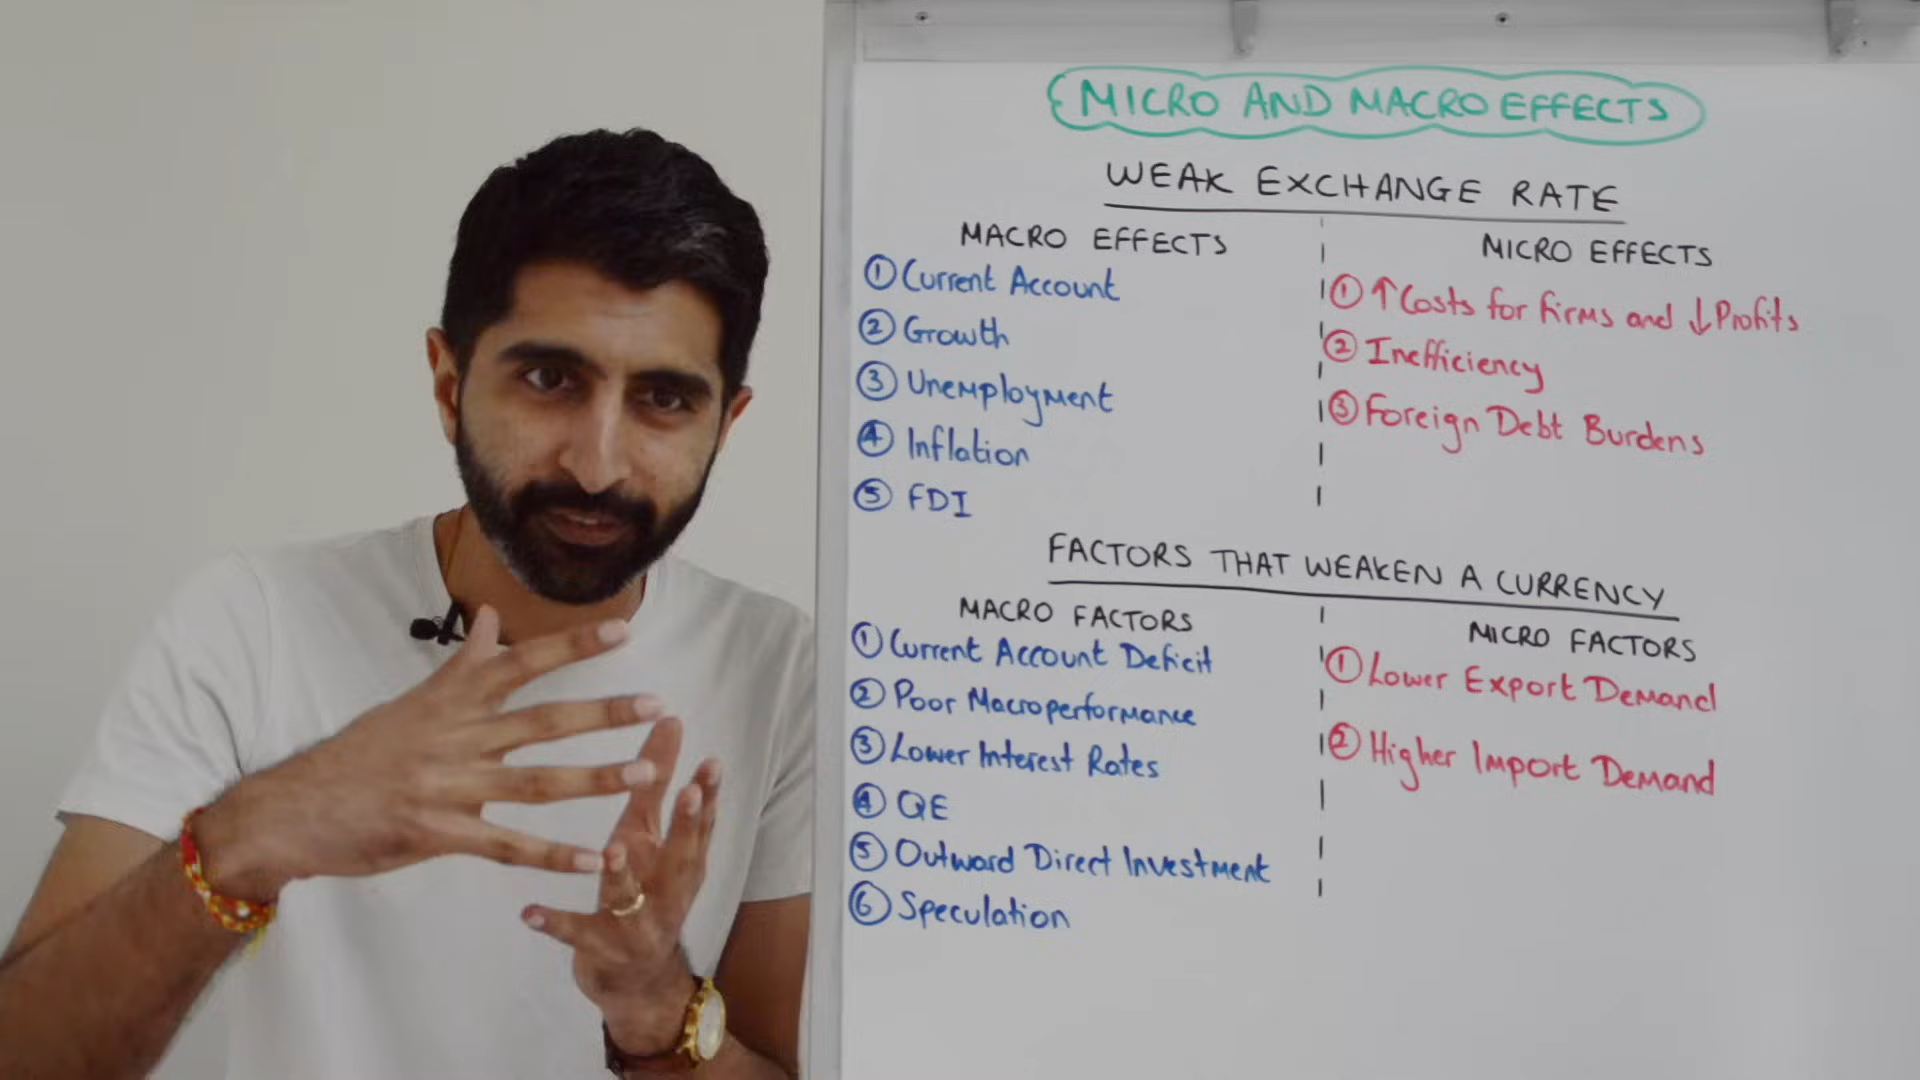 MICRO AND MACRO EFFECTS
WEAK EXCHANGE RATE
MACRO EFFECTS
① Current Account
② Growth
③ Unemployment
④ Inflation
⑤ FDI
MICRO EFFECTS
① ↑ Costs for firms and ↓ Profits
② Inefficiency
③ Foreign Debt Burdens
FACTORS THAT WEAKEN A CURRENCY
MACRO FACTORS
① Current Account Deficit
② Poor Macroperformance
③ Lower Interest Rates
④ QE
⑤ Outward Direct Investment
⑥ Speculation
MICRO FACTORS
① Lower Export Demand
② Higher Import Demand